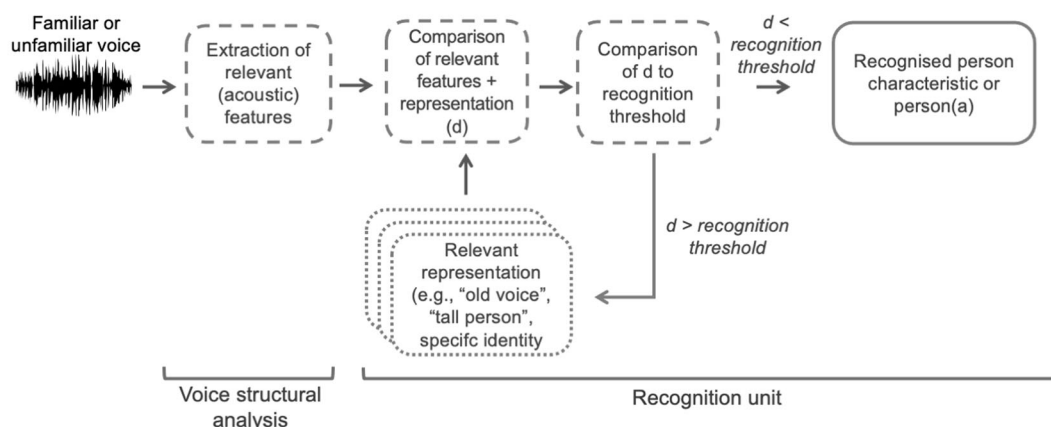 Familiar or
unfamiliar voice
Extraction of
relevant
(acoustic)
features
Comparison
of relevant
features +
representation
(d)
Comparison
of d to
recognition
threshold
d <
recognition
threshold
Recognised person
characteristic or
person(a)
d > recognition
threshold
Relevant
representation
(e.g., “old voice”,
“tall person”,
specifc identity
Voice structural
analysis
Recognition unit